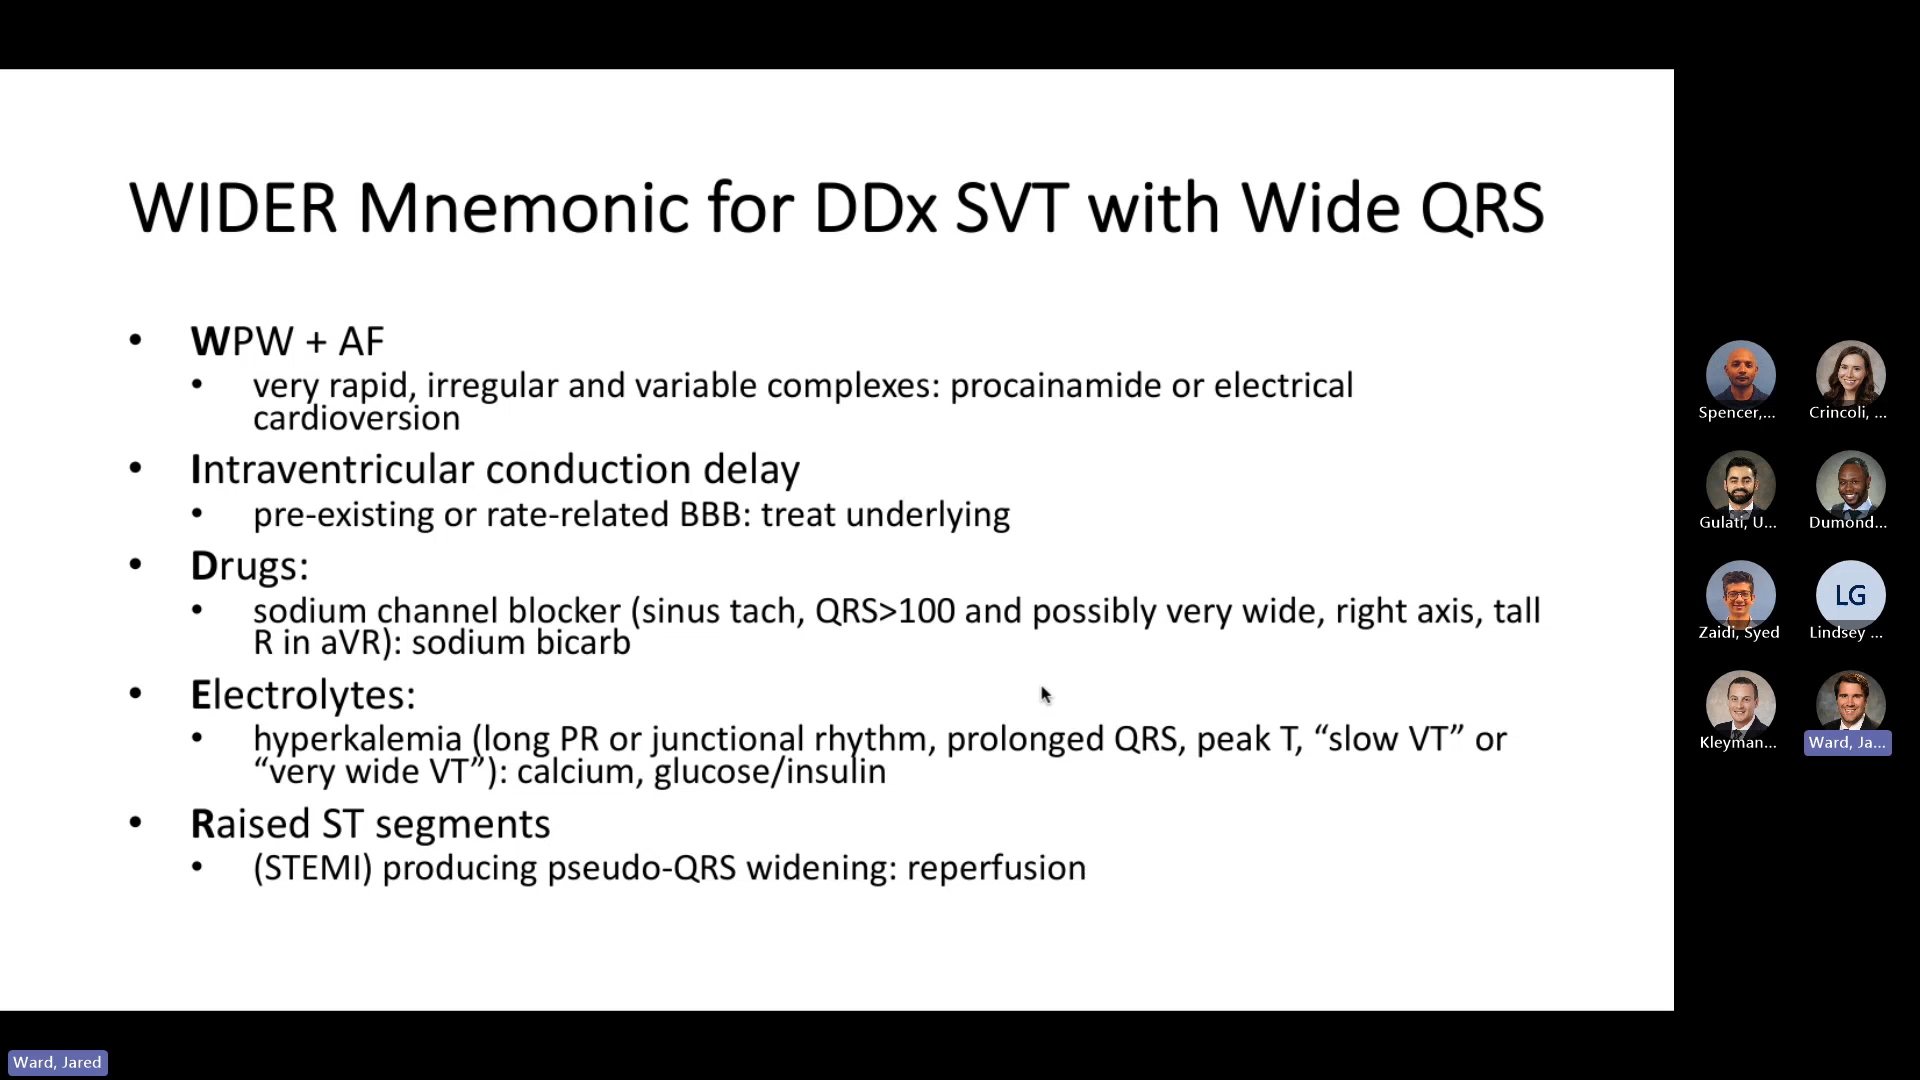 WIDER Mnemonic for DDx SVT with Wide QRS
• WPW + AF
• very rapid, irregular and variable complexes: procainamide or electrical
cardioversion
• Intraventricular conduction delay
• pre-existing or rate-related BBB: treat underlying
• Drugs:
• sodium channel blocker (sinus tach, QRS>100 and possibly very wide, right axis, tall
R in aVR): sodium bicarb
• Electrolytes:
• hyperkalemia (long PR or junctional rhythm, prolonged QRS, peak T, “slow VT” or
“very wide VT”): calcium, glucose/insulin
• Raised ST segments
• (STEMI) producing pseudo-QRS widening: reperfusion
Spencer,...
Crincoli, ...
Gulati, U...
Dumond...
Zaidi, Syed
LG
Lindsey ...
Kleyman...
Ward, Ja...
Ward, Jared